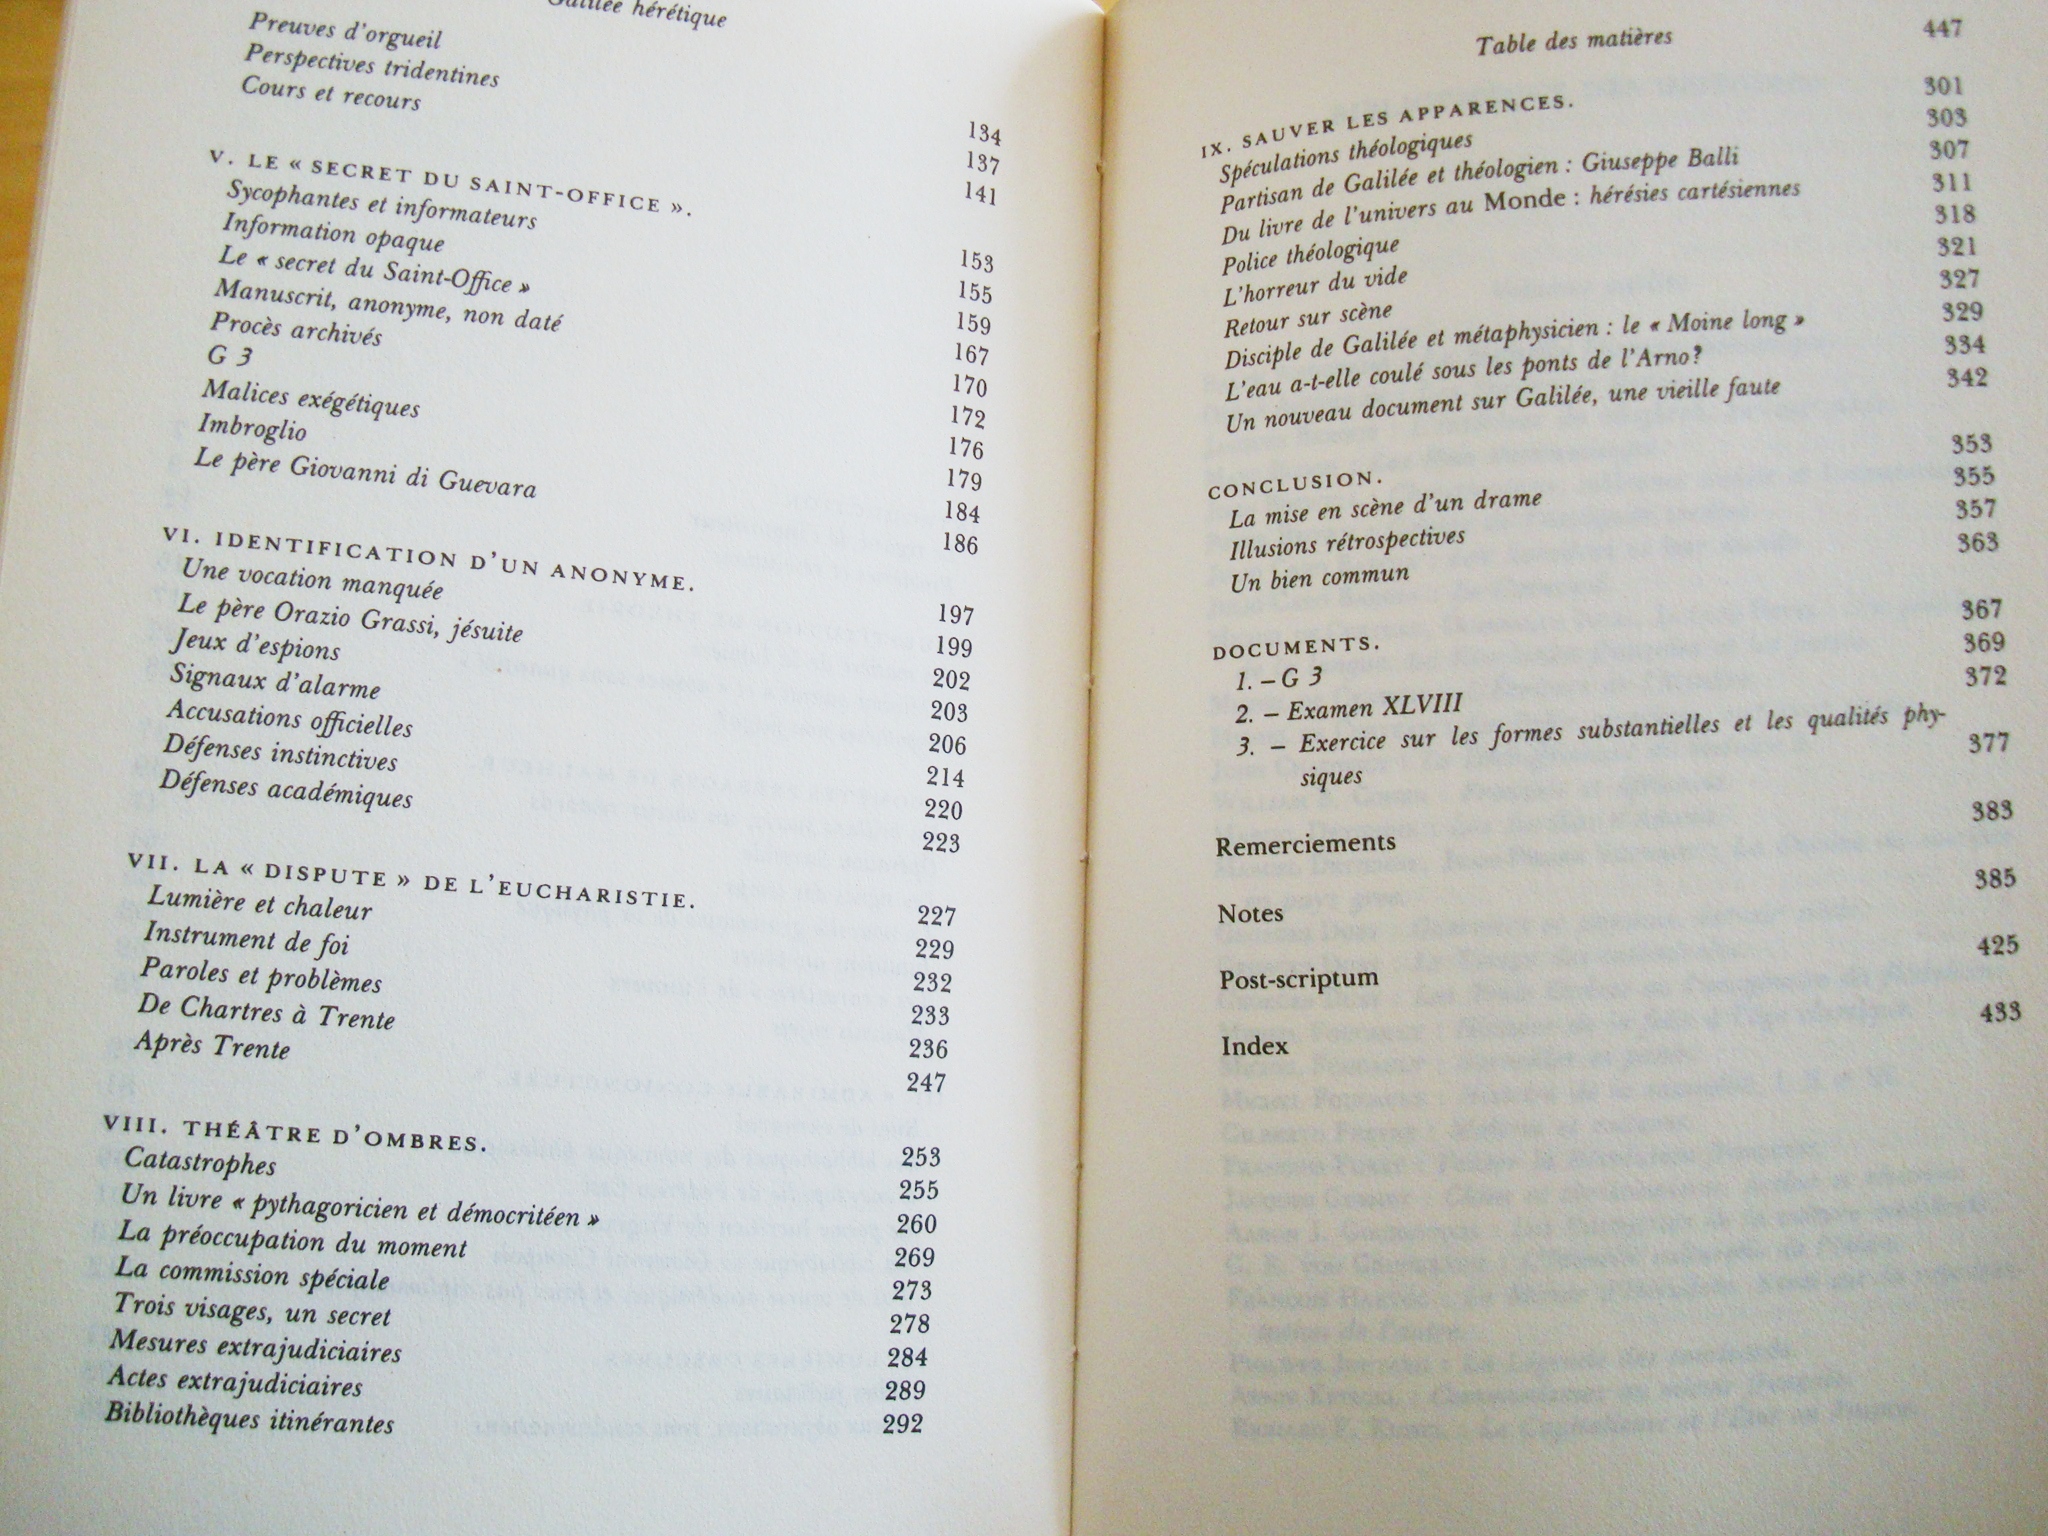 Galilée hérétique
Preuves d'orgueil 134
Perspectives tridentines 137
Cours et recours 141
V. LE « SECRET DU SAINT-OFFICE ». 153
Sycophantes et informateurs 155
Information opaque 159
Le « secret du Saint-Office » 167
Manuscrit, anonyme, non daté 170
Procès archivés 172
G 3 176
Malices exégétiques 179
Imbroglio 184
Le père Giovanni di Guevara 186
VI. IDENTIFICATION D'UN ANONYME. 197
Une vocation manquée 199
Le père Orazio Grassi, jésuite 202
Jeux d'espions 203
Signaux d'alarme 206
Accusations officielles 214
Défenses instinctives 220
Défenses académiques 223
VII. LA « DISPUTE » DE L'EUCHARISTIE. 227
Lumière et chaleur 229
Instrument de foi 232
Paroles et problèmes 233
De Chartres à Trente 236
Après Trente 247
VIII. THÉÂTRE D'OMBRES. 253
Catastrophes 255
Un livre « pythagoricien et démocritéen » 260
La préoccupation du moment 269
La commission spéciale 273
Trois visages, un secret 278
Mesures extrajudiciaires 284
Actes extrajudiciaires 289
Bibliothèques itinérantes 292
Table des matières 447
IX. SAUVER LES APPARENCES. 301
Spéculations théologiques 303
Partisan de Galilée et théologien : Giuseppe Balli 307
Du livre de l'univers au Monde : hérésies cartésiennes 311
Police théologique 318
L'horreur du vide 321
Retour sur scène 327
Disciple de Galilée et métaphysicien : le « Moine long » 329
L'eau a-t-elle coulé sous les ponts de l'Arno? 334
Un nouveau document sur Galilée, une vieille faute 342
CONCLUSION. 353
La mise en scène d'un drame 355
Illusions rétrospectives 357
Un bien commun 363
DOCUMENTS. 367
1. – G 3 369
2. – Examen XLVIII 372
3. – Exercice sur les formes substantielles et les qualités phy-
siques 377
Remerciements 383
Notes 385
Post-scriptum 425
Index 433